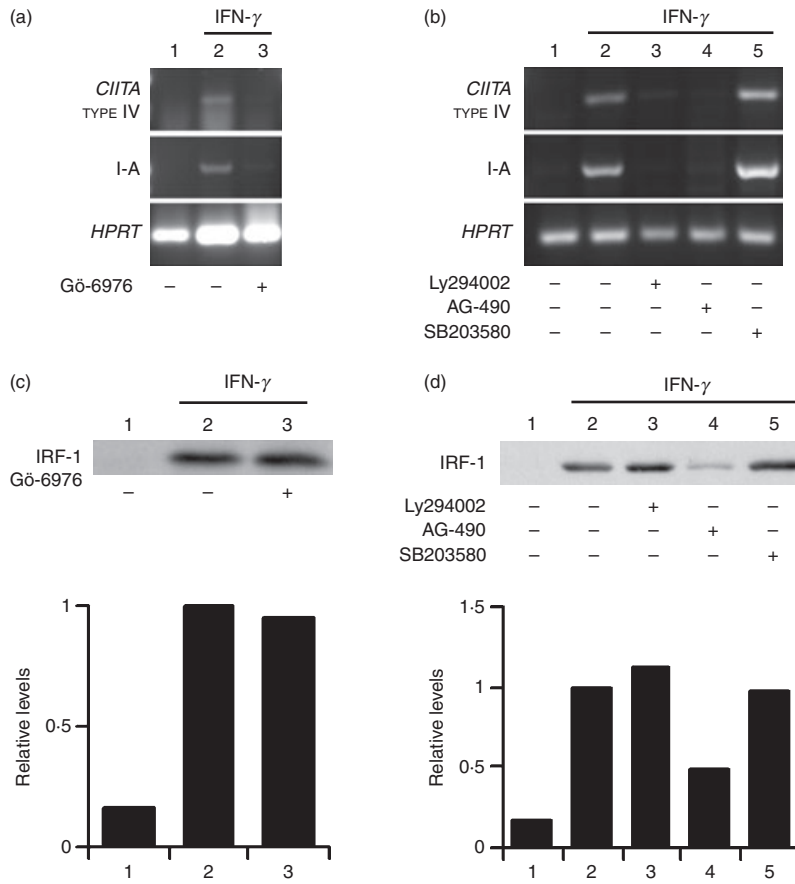 (a)
IFN-γ
1 2 3
CIITA
TYPE IV
I-A
HPRT
Gö-6976 – – +
(b)
IFN-γ
1 2 3 4 5
CIITA
TYPE IV
I-A
HPRT
Ly294002 – – + – –
AG-490 – – – + –
SB203580 – – – – +
(c)
IFN-γ
1 2 3
IRF-1
Gö-6976 – – +
Relative levels
1
0·5
0
1 2 3
(d)
IFN-γ
1 2 3 4 5
IRF-1
Ly294002 – – + – –
AG-490 – – – + –
SB203580 – – – – +
Relative levels
1·5
1
0·5
0
1 2 3 4 5